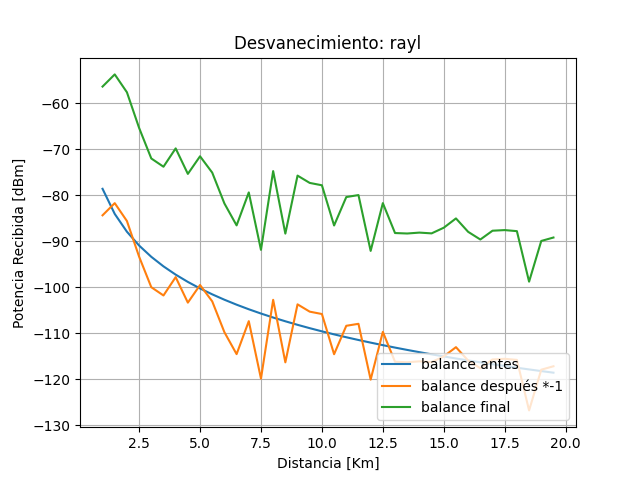 Desvanecimiento: rayl
Potencia Recibida [dBm]
−60
−70
−80
−90
−100
−110
−120
−130
balance antes
balance después *-1
balance final
2.5 5.0 7.5 10.0 12.5 15.0 17.5 20.0
Distancia [Km]